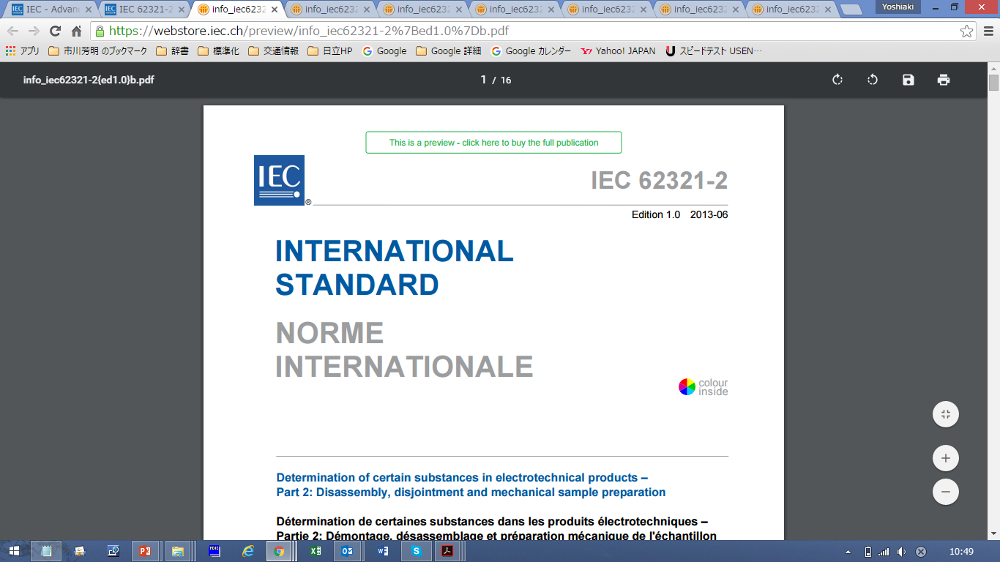 IEC - Advanc
IEC 62321-2
info_iec6232
info_iec6232
info_iec6232
info_iec6232
info_iec6232
info_iec6232
info_iec6232
Yoshiaki
https://webstore.iec.ch/preview/info_iec62321-2%7Bed1.0%7Db.pdf
アプリ 市川芳明 のブックマーク 辞書 標準化 交通情報 日立HP Google Google 詳細 Google カレンダー Yahoo! JAPAN スピードテスト USEN…
info_iec62321-2{ed1.0}b.pdf
1 / 16
This is a preview - click here to buy the full publication
IEC
®
IEC 62321-2
Edition 1.0 2013-06
INTERNATIONAL
STANDARD
NORME
INTERNATIONALE
colour
inside
Determination of certain substances in electrotechnical products –
Part 2: Disassembly, disjointment and mechanical sample preparation
Détermination de certaines substances dans les produits électrotechniques –
Partie 2: Démontage, désassemblage et préparation mécanique de l'échantillon
10:49